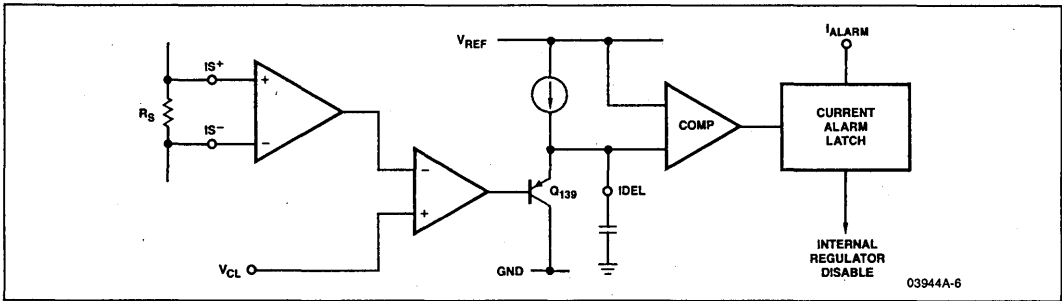 VREF
IALARM
IS+
+
RS
IS−
−
COMP
CURRENT
ALARM
LATCH
−
+
Q139
IDEL
VCL
GND
INTERNAL
REGULATOR
DISABLE
03944A-6